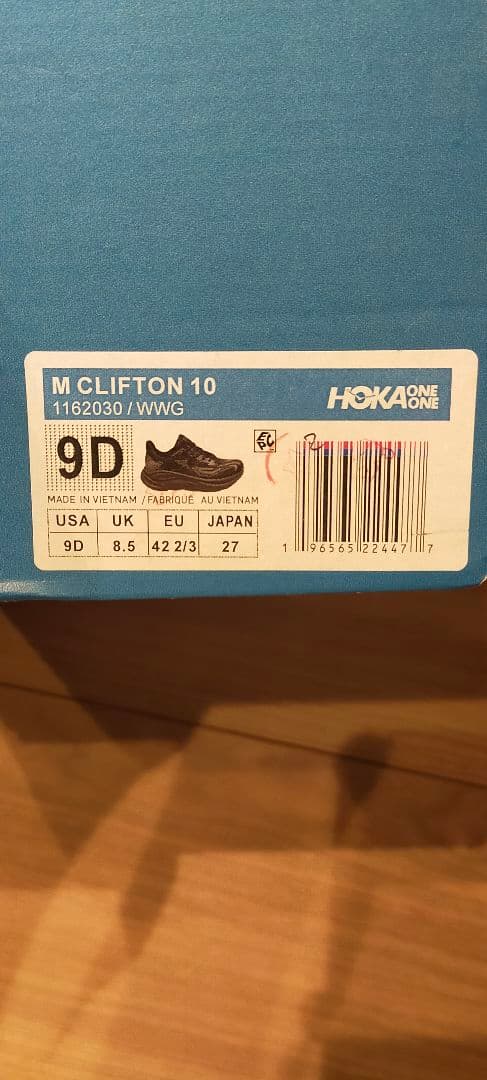 M CLIFTON 10
1162030 / WWG
HOKA ONE ONE
9D
MADE IN VIETNAM / FABRIQUÉ AU VIETNAM
USA UK EU JAPAN
9D 8.5 42 2/3 27
1 96565 22447 7